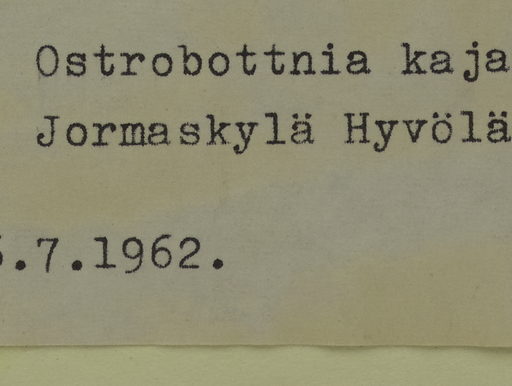 Ostrobottnia kaja
Jormaskylä Hyvölä
.7.1962.